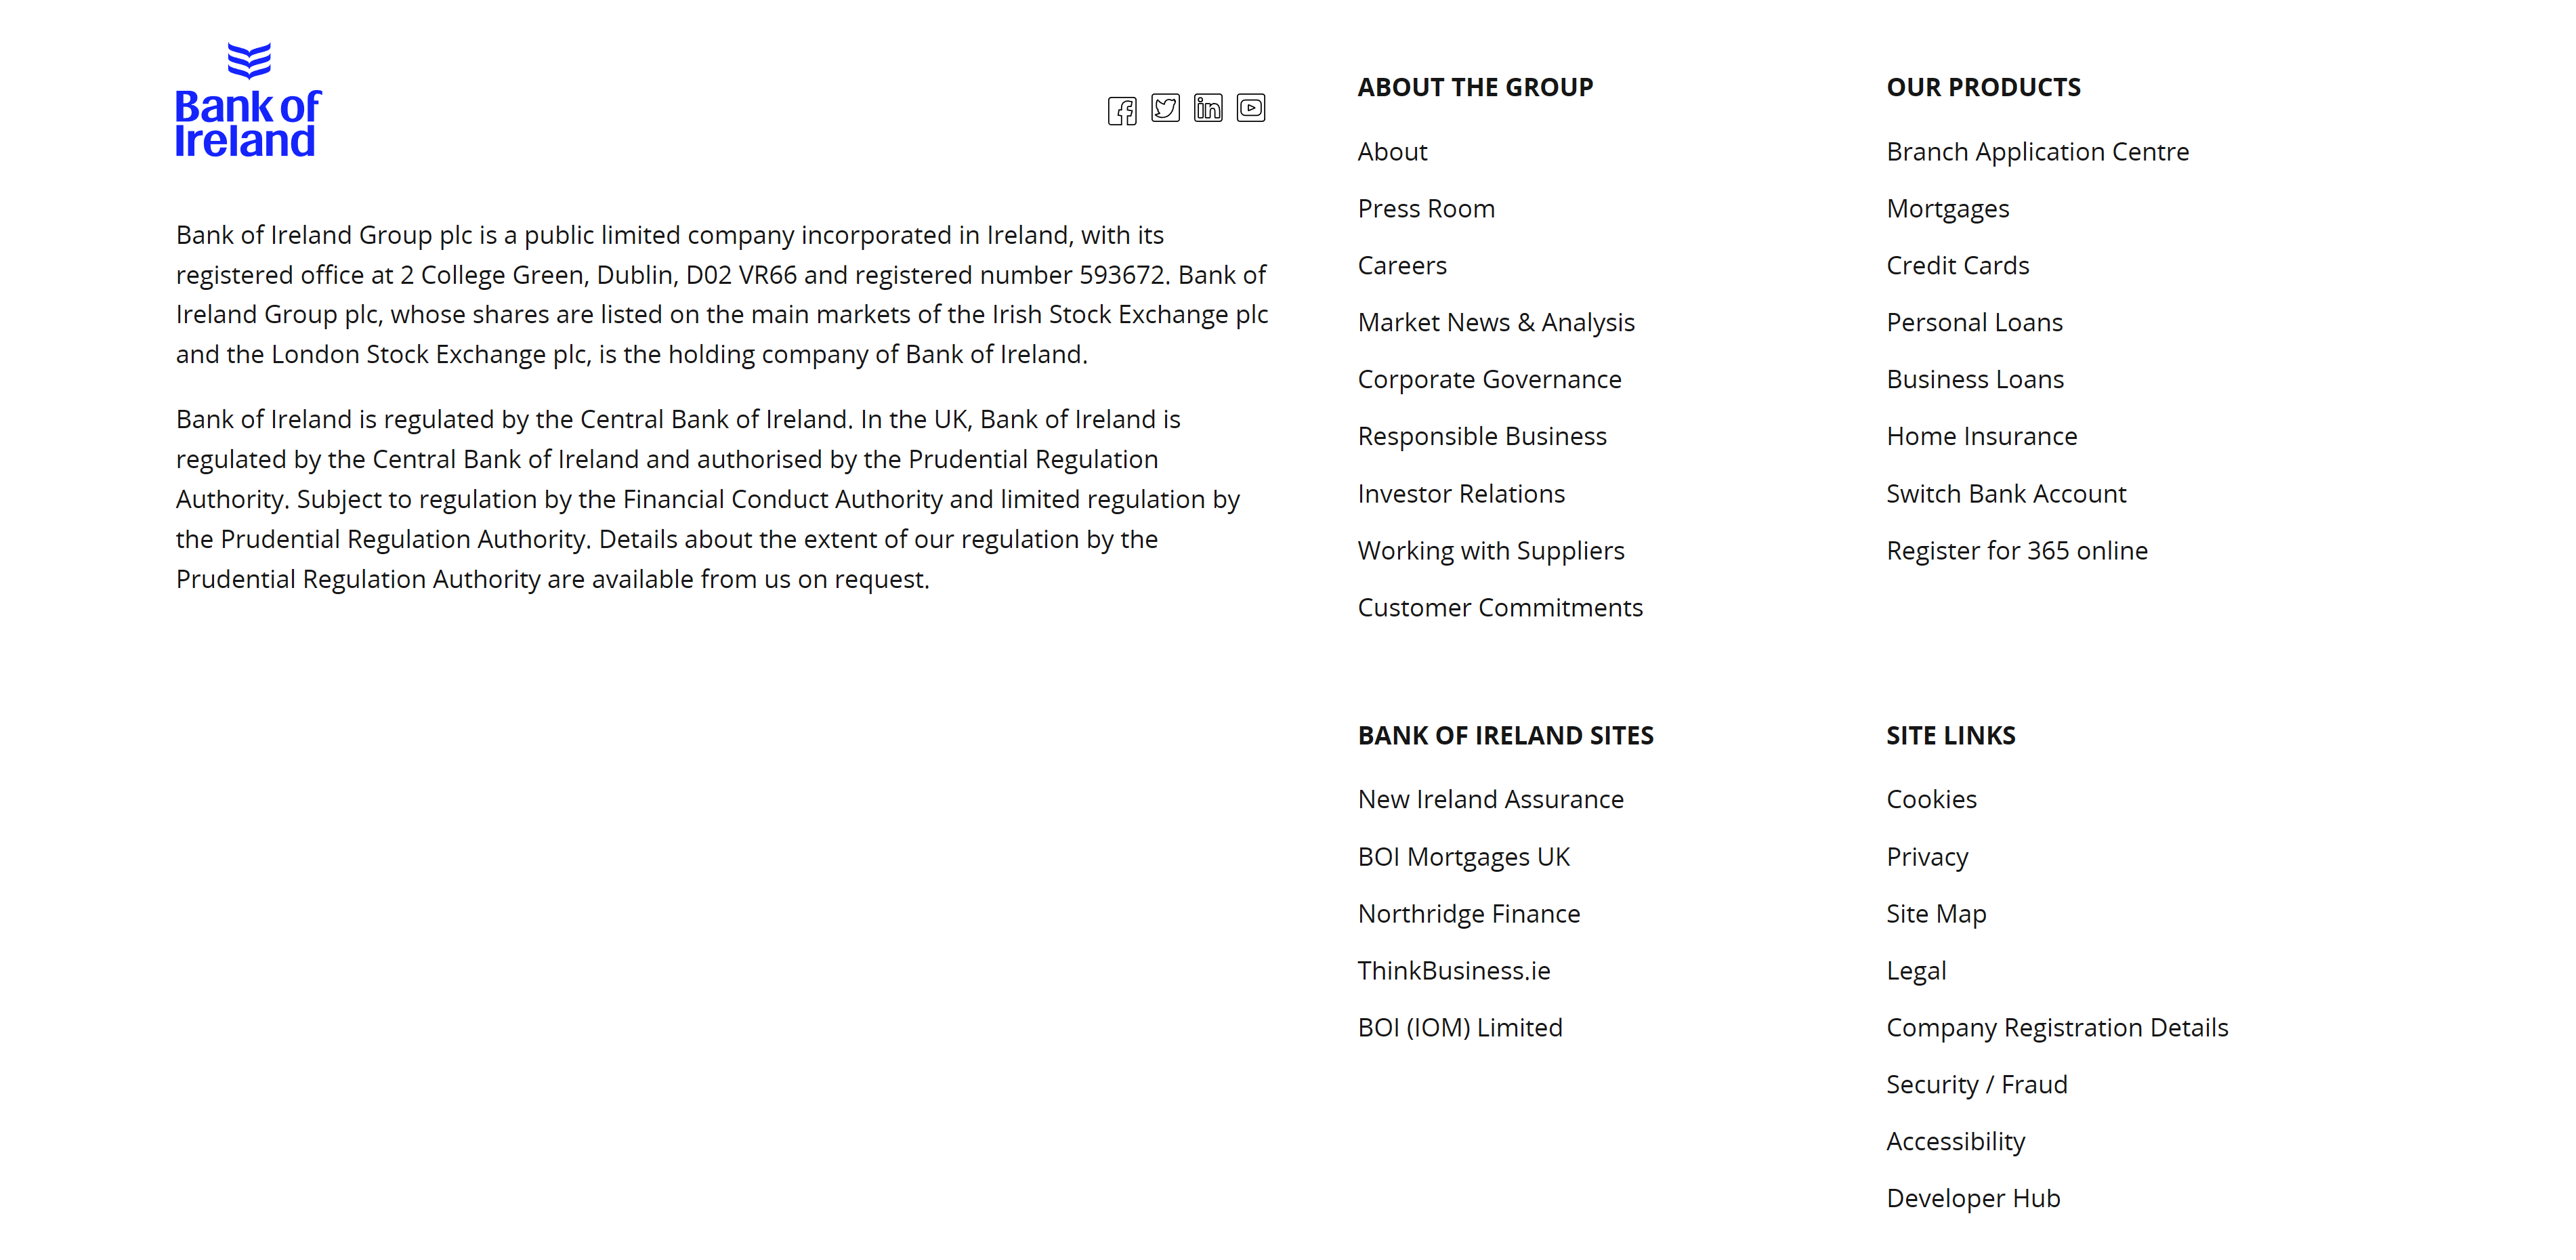 Bank of
Ireland
Bank of Ireland Group plc is a public limited company incorporated in Ireland, with its
registered office at 2 College Green, Dublin, D02 VR66 and registered number 593672. Bank of
Ireland Group plc, whose shares are listed on the main markets of the Irish Stock Exchange plc
and the London Stock Exchange plc, is the holding company of Bank of Ireland.
Bank of Ireland is regulated by the Central Bank of Ireland. In the UK, Bank of Ireland is
regulated by the Central Bank of Ireland and authorised by the Prudential Regulation
Authority. Subject to regulation by the Financial Conduct Authority and limited regulation by
the Prudential Regulation Authority. Details about the extent of our regulation by the
Prudential Regulation Authority are available from us on request.
ABOUT THE GROUP
About
Press Room
Careers
Market News & Analysis
Corporate Governance
Responsible Business
Investor Relations
Working with Suppliers
Customer Commitments
OUR PRODUCTS
Branch Application Centre
Mortgages
Credit Cards
Personal Loans
Business Loans
Home Insurance
Switch Bank Account
Register for 365 online
BANK OF IRELAND SITES
New Ireland Assurance
BOI Mortgages UK
Northridge Finance
ThinkBusiness.ie
BOI (IOM) Limited
SITE LINKS
Cookies
Privacy
Site Map
Legal
Company Registration Details
Security / Fraud
Accessibility
Developer Hub